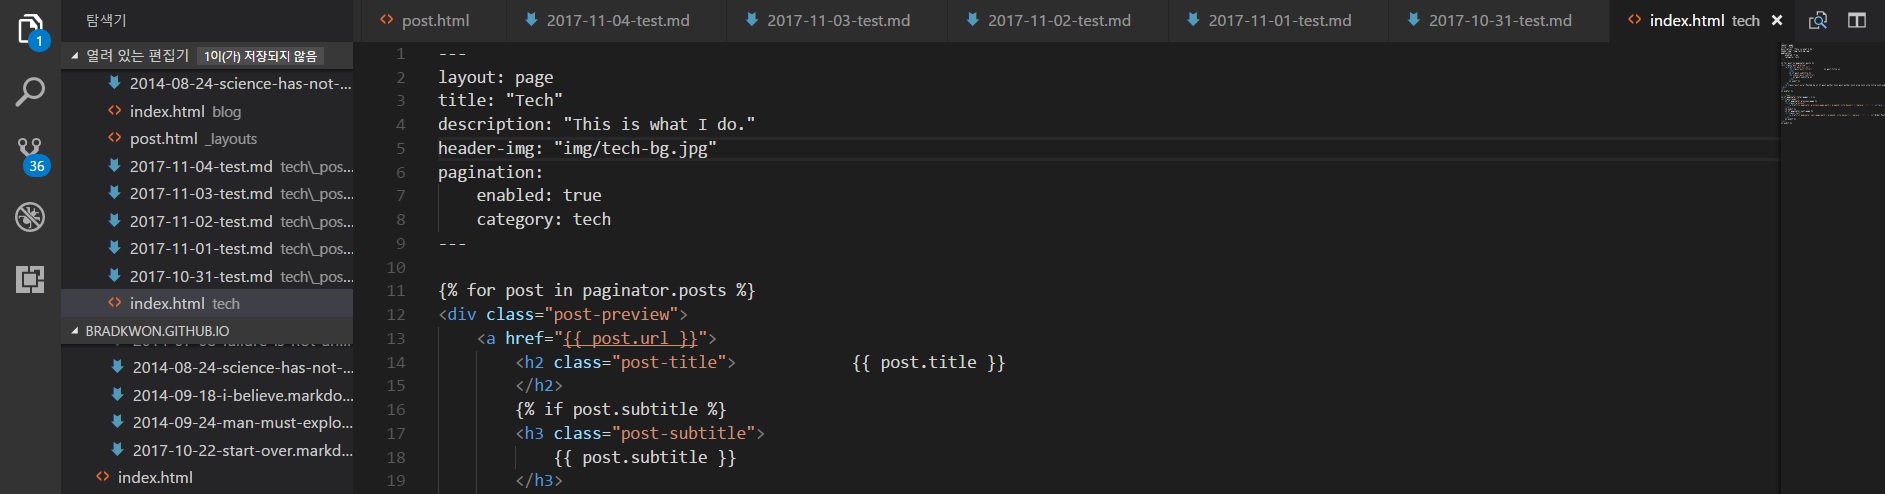 탐색기
1
열려 있는 편집기 1이(가) 저장되지 않음
2014-08-24-science-has-not-...
index.html blog
post.html _layouts
36
2017-11-04-test.md tech\_pos...
2017-11-03-test.md tech\_pos...
2017-11-02-test.md tech\_pos...
2017-11-01-test.md tech\_pos...
2017-10-31-test.md tech\_pos...
index.html tech
BRADKWON.GITHUB.IO
2014-08-24-science-has-not-...
2014-09-18-i-believe.markdo...
2014-09-24-man-must-explo...
2017-10-22-start-over.markd...
index.html
post.html 2017-11-04-test.md 2017-11-03-test.md 2017-11-02-test.md 2017-11-01-test.md 2017-10-31-test.md index.html tech
1 ---
2 layout: page
3 title: "Tech"
4 description: "This is what I do."
5 header-img: "img/tech-bg.jpg"
6 pagination:
7 enabled: true
8 category: tech
9 ---
10
11 {% for post in paginator.posts %}
12 <div class="post-preview">
13 <a href="{{ post.url }}">
14 <h2 class="post-title"> {{ post.title }}
15 </h2>
16 {% if post.subtitle %}
17 <h3 class="post-subtitle">
18 {{ post.subtitle }}
19 </h3>